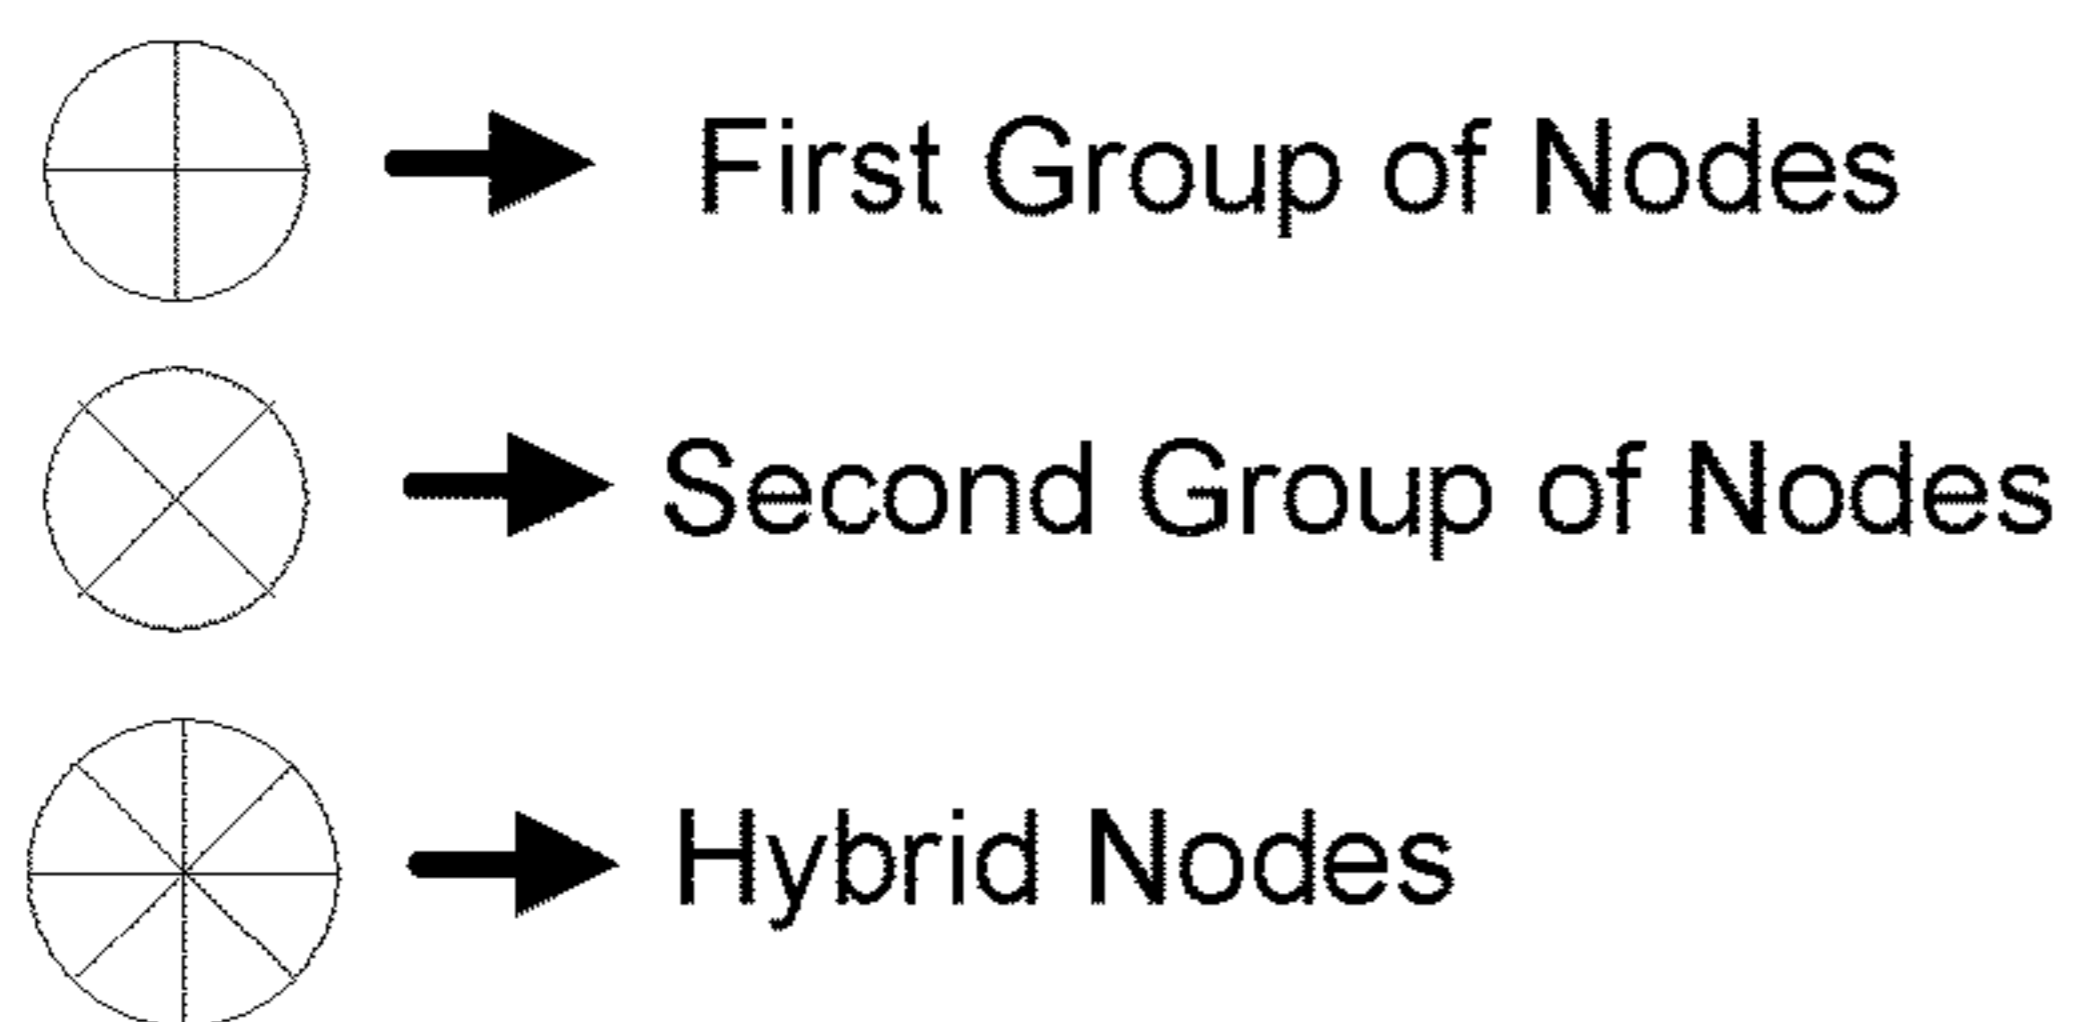 First Group of Nodes
Second Group of Nodes
Hybrid Nodes